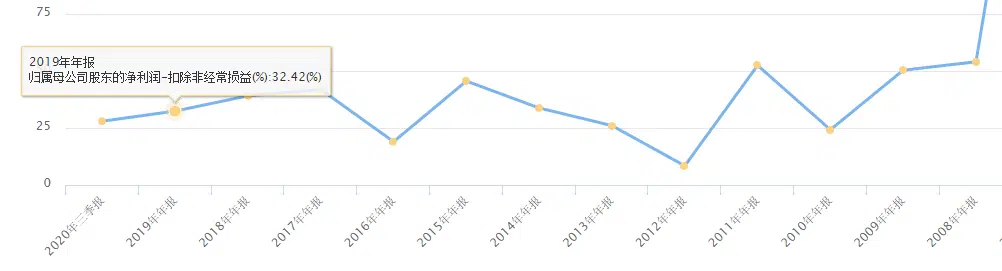 75
2019年年报
归属母公司股东的净利润-扣除非经常损益(%):32.42(%)
25
0
2020年三季报
2019年年报
2018年年报
2017年年报
2016年年报
2015年年报
2014年年报
2013年年报
2012年年报
2011年年报
2010年年报
2009年年报
2008年年报